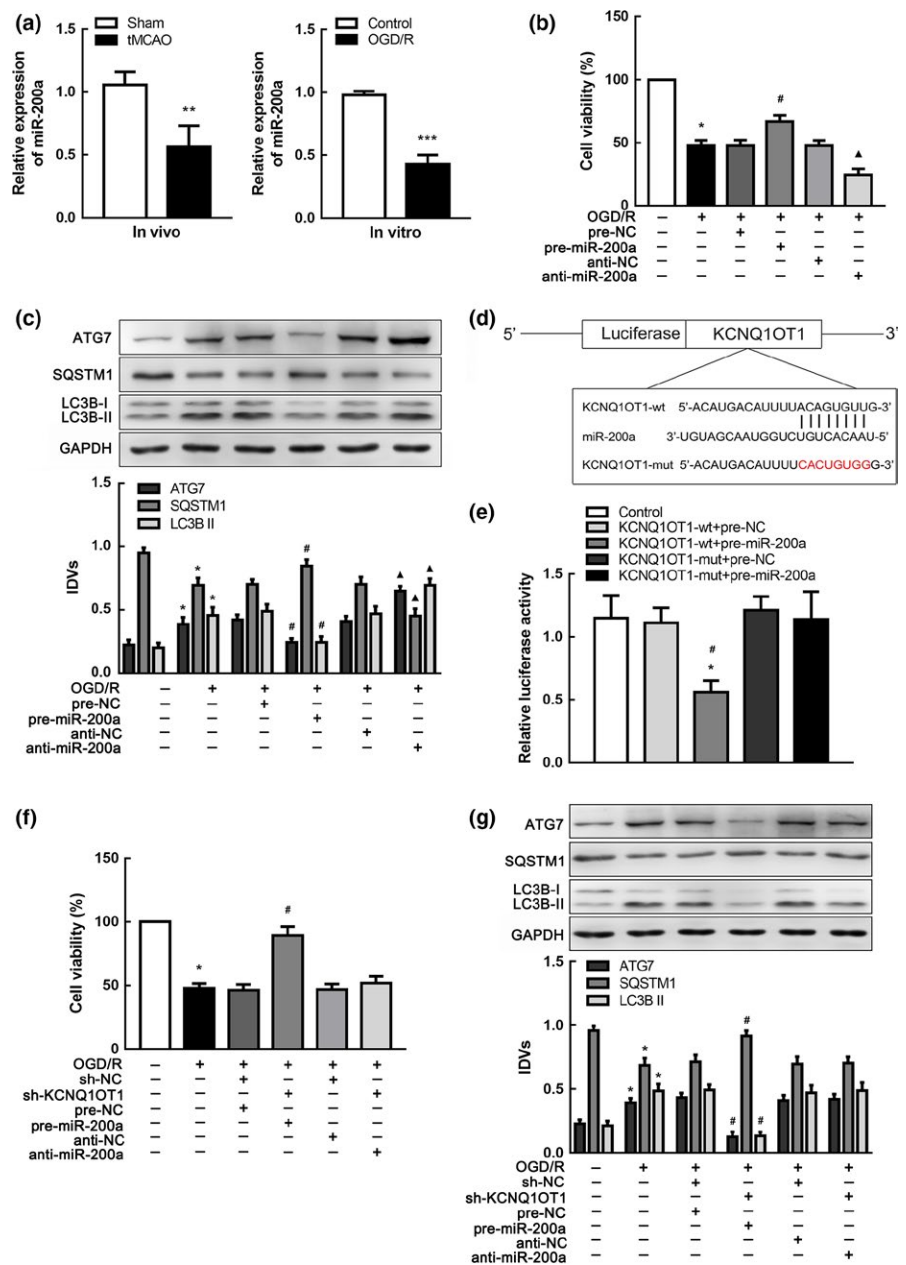 (a)
Sham
tMCAO
Relative expression
of miR-200a
1.5
1.0
0.5
0.0
**
In vivo
Control
OGD/R
Relative expression
of miR-200a
1.5
1.0
0.5
0.0
***
In vitro
(b)
Cell viability (%)
150
100
50
0
*
#
▲
OGD/R − + + + + +
pre-NC − − + − − −
pre-miR-200a − − − + − −
anti-NC − − − − + −
anti-miR-200a − − − − − +
(c)
ATG7
SQSTM1
LC3B-I
LC3B-II
GAPDH
ATG7
SQSTM1
LC3B II
IDVs
1.5
1.0
0.5
0.0
* * * # # # ▲ ▲ ▲
OGD/R − + + + + +
pre-NC − − + − − −
pre-miR-200a − − − + − −
anti-NC − − − − + −
anti-miR-200a − − − − − +
(d)
5' Luciferase KCNQ1OT1 3'
KCNQ1OT1-wt 5'-ACAUGACAUUUUACAGUGUUG-3'
miR-200a 3'-UGUAGCAAUGGUCUGUCACAAU-5'
KCNQ1OT1-mut 5'-ACAUGACAUUUUCACUGUGGG-3'
(e)
Control
KCNQ1OT1-wt+pre-NC
KCNQ1OT1-wt+pre-miR-200a
KCNQ1OT1-mut+pre-NC
KCNQ1OT1-mut+pre-miR-200a
Relative luciferase activity
1.5
1.0
0.5
0.0
#
*
(f)
Cell viability (%)
150
100
50
0
*
#
OGD/R − + + + + +
sh-NC − − + − + −
sh-KCNQ1OT1 − − − + − +
pre-NC − − + − − −
pre-miR-200a − − − + − −
anti-NC − − − − + −
anti-miR-200a − − − − − +
(g)
ATG7
SQSTM1
LC3B-I
LC3B-II
GAPDH
ATG7
SQSTM1
LC3B II
IDVs
1.5
1.0
0.5
0.0
* * * # # #
OGD/R − + + + + +
sh-NC − − + − + −
sh-KCNQ1OT1 − − − + − +
pre-NC − − + − − −
pre-miR-200a − − − + − −
anti-NC − − − − + −
anti-miR-200a − − − − − +